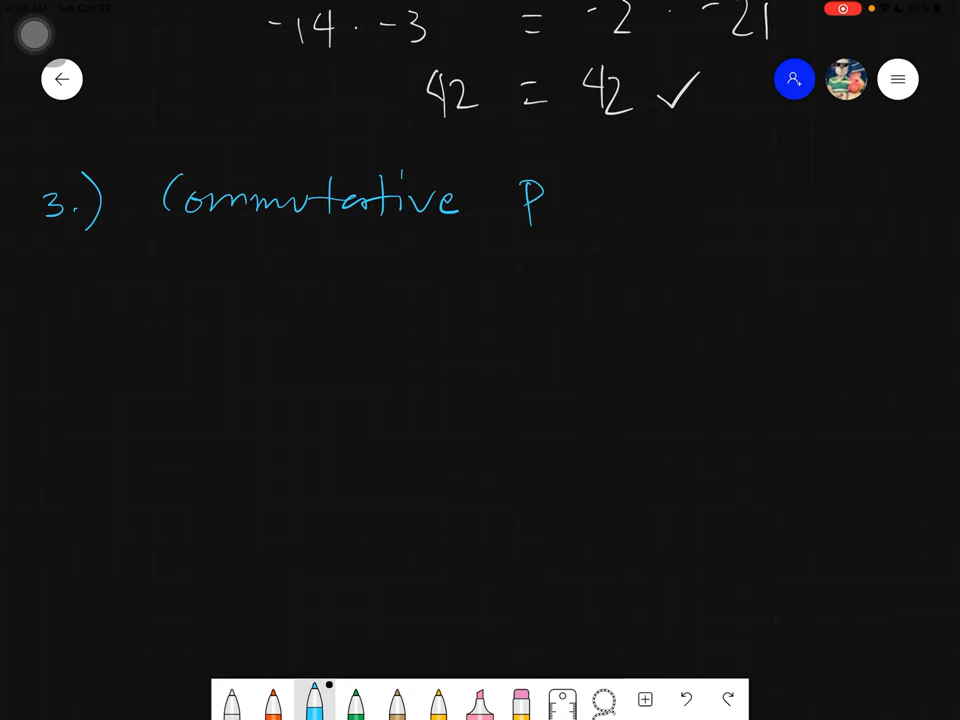 -14 · -3 = -2 · -21
42 = 42 ✓
3.) Commutative P